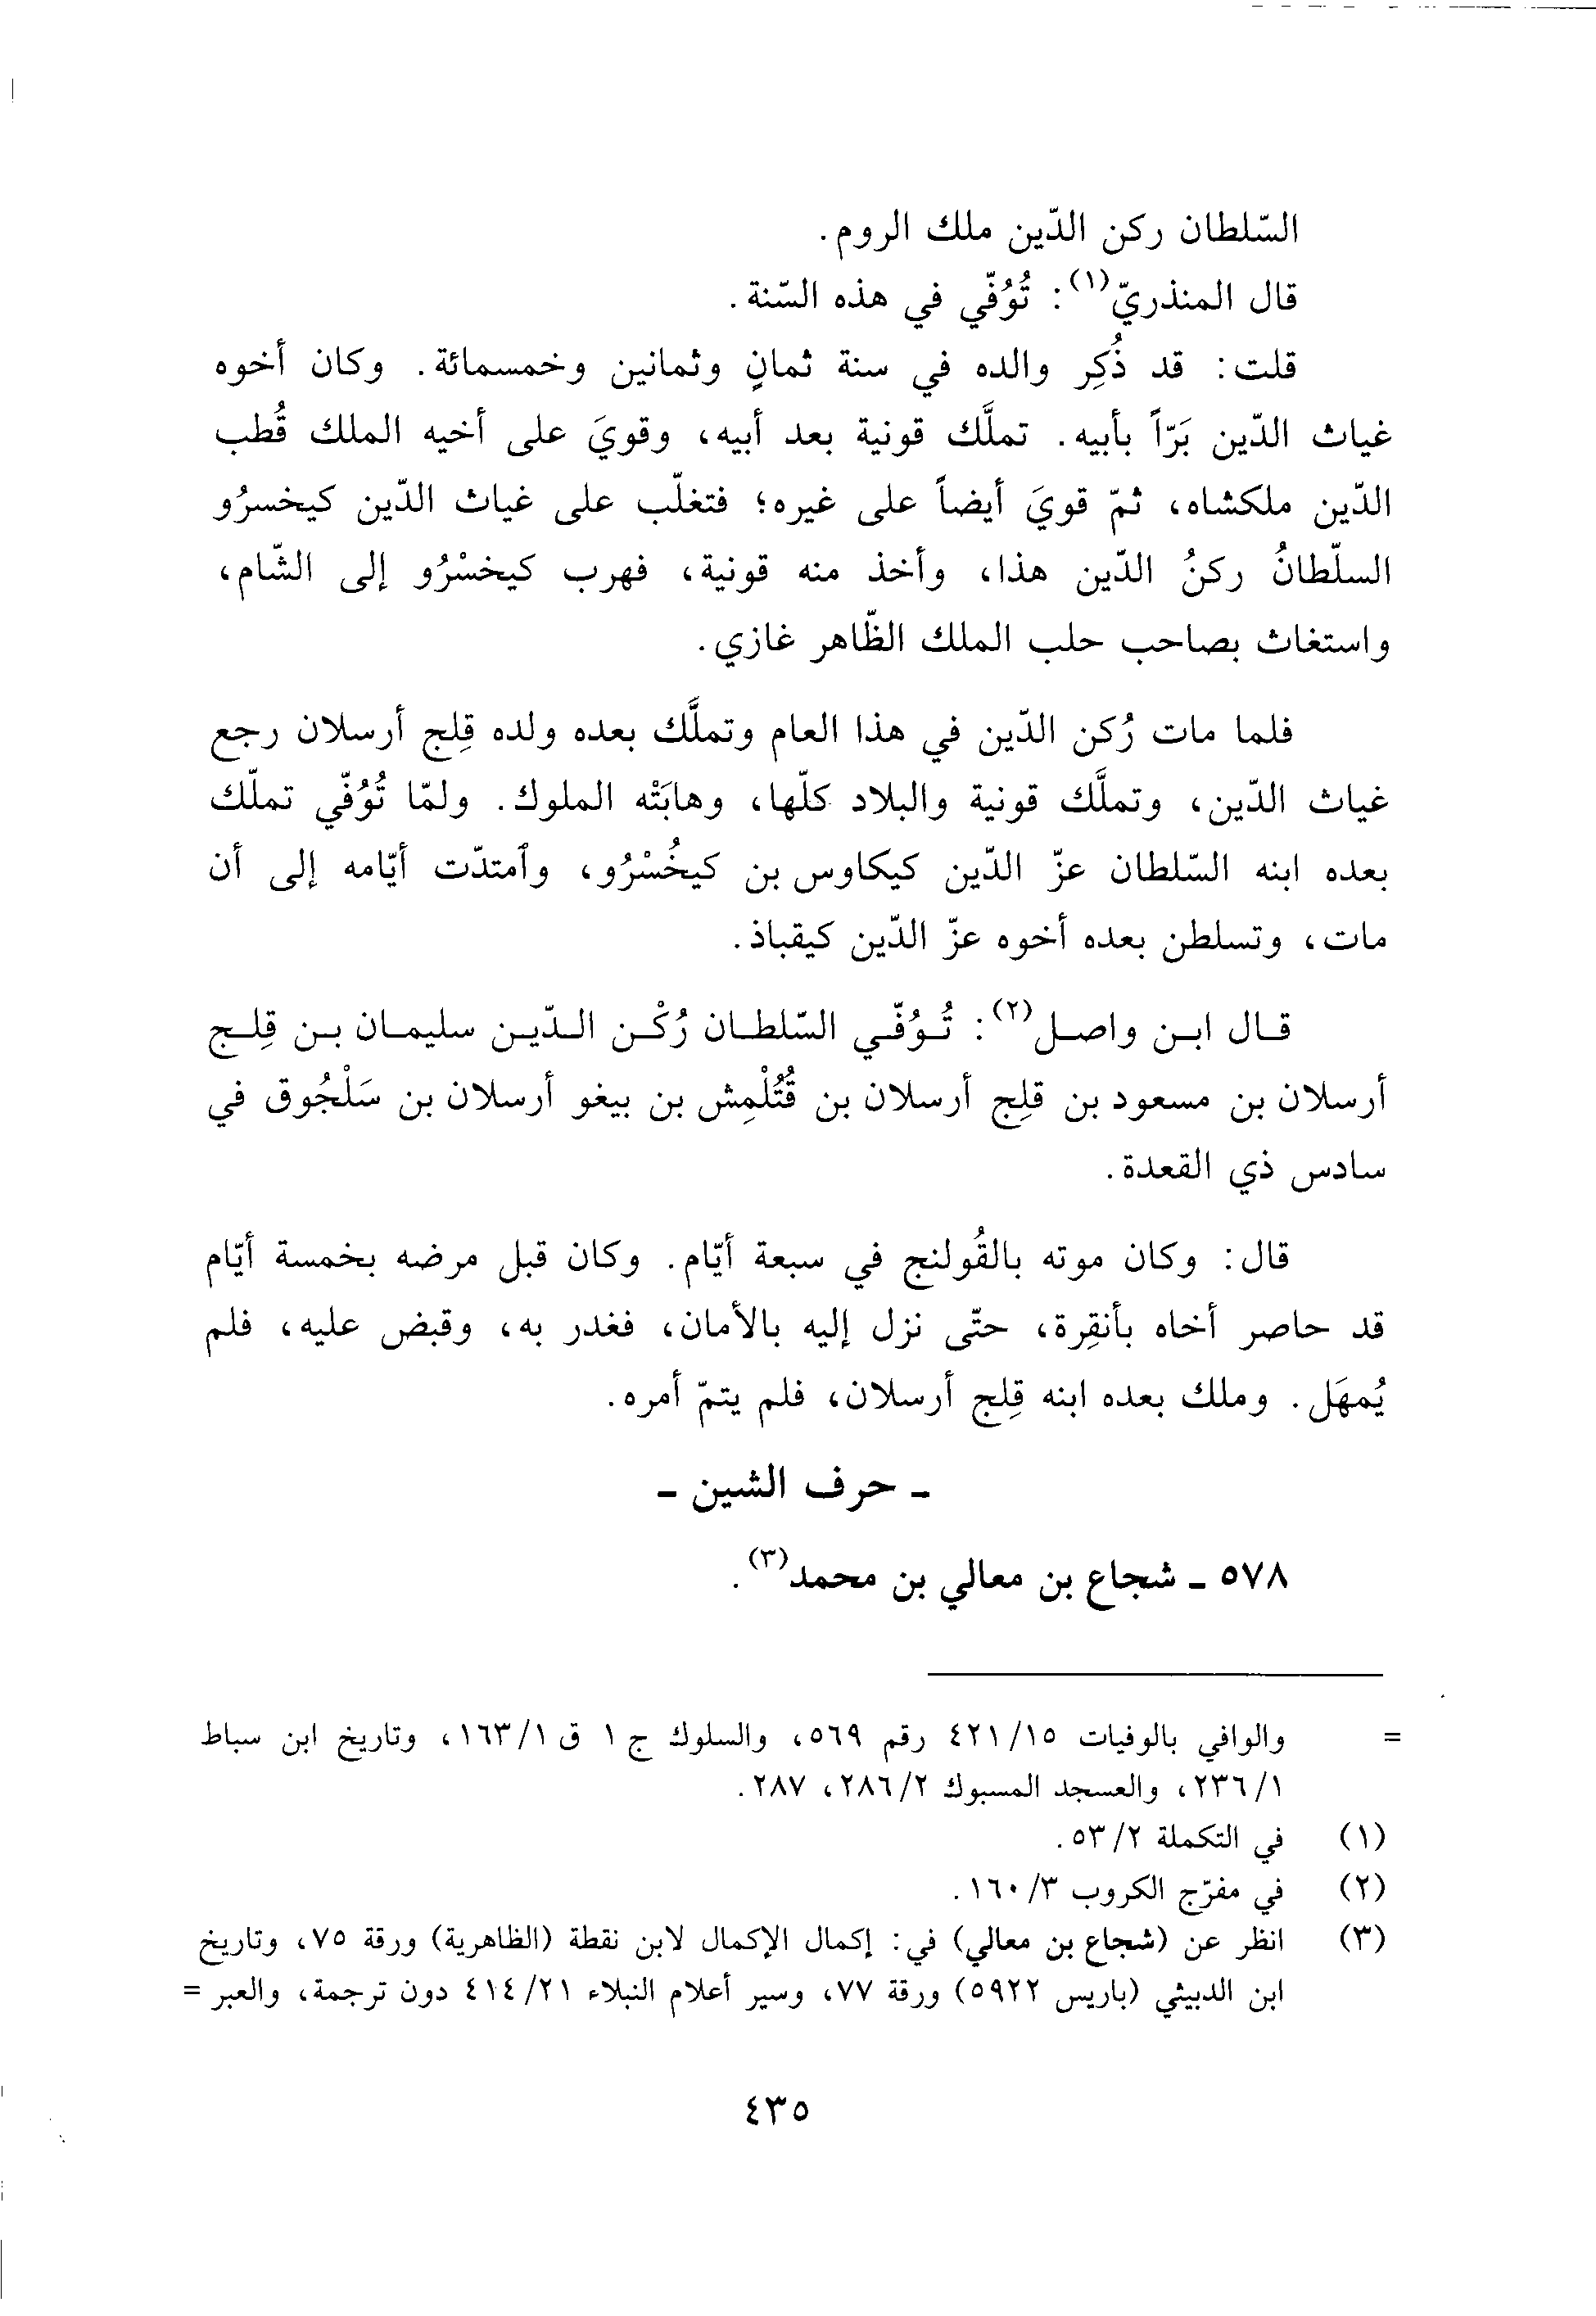 السّلطان ركن الدّين ملك الروم.
قال المنذريّ(١): تُوُفّي في هذه السّنة.
قلت: قد ذُكِر والده في سنة ثمانٍ وثمانين وخمسمائة. وكان أخوه
غياث الدّين بَرّاً بأبيه. تملَّك قونية بعد أبيه، وقويَ على أخيه الملك قُطب
الدّين ملكشاه، ثمّ قويَ أيضاً على غيره؛ فتغلّب على غياث الدّين كيخسرُو
السلّطانُ ركنُ الدّين هذا، وأخذ منه قونية، فهرب كيخسْرُو إلى الشّام،
واستغاث بصاحب حلب الملك الظّاهر غازي.
فلما مات رُكن الدّين في هذا العام وتملَّك بعده ولده قِلج أرسلان رجع
غياث الدّين، وتملَّك قونية والبلاد كلّها، وهابَتْه الملوك. ولمّا تُوُفّي تملّك
بعده ابنه السّلطان عزّ الدّين كيكاوس بن كيخُسْرُو، وٱمتدّت أيّامه إلى أن
مات، وتسلطن بعده أخوه عزّ الدّين كيقباذ.
قال ابن واصل(٢): تُوُفّي السّلطان رُكْن الدّين سليمان بن قِلِج
أرسلان بن مسعود بن قلِج أرسلان بن قُتُلْمِش بن بيغو أرسلان بن سَلْجُوق في
سادس ذي القعدة.
قال: وكان موته بالقُولنج في سبعة أيّام. وكان قبل مرضه بخمسة أيّام
قد حاصر أخاه بأنقِرة، حتّى نزل إليه بالأمان، فغدر به، وقبض عليه، فلم
يُمهَل. وملك بعده ابنه قِلج أرسلان، فلم يتمّ أمره.
ـ حرف الشين ـ
٥٧٨ ـ شجاع بن معالي بن محمد(٣).
= والوافي بالوفيات ١٥/ ٤٢١ رقم ٥٦٩، والسلوك ج ١ ق ١/ ١٦٣، وتاريخ ابن سباط
١/ ٢٣٦، والعسجد المسبوك ٢/ ٢٨٦، ٢٨٧.
(١) في التكملة ٢/ ٥٣.
(٢) في مفرّج الكروب ٣/ ١٦٠.
(٣) انظر عن (شجاع بن معالي) في: إكمال الإكمال لابن نقطة (الظاهرية) ورقة ٧٥، وتاريخ
ابن الدبيثي (باريس ٥٩٢٢) ورقة ٧٧، وسير أعلام النبلاء ٢١/ ٤١٤ دون ترجمة، والعبر =
٤٣٥